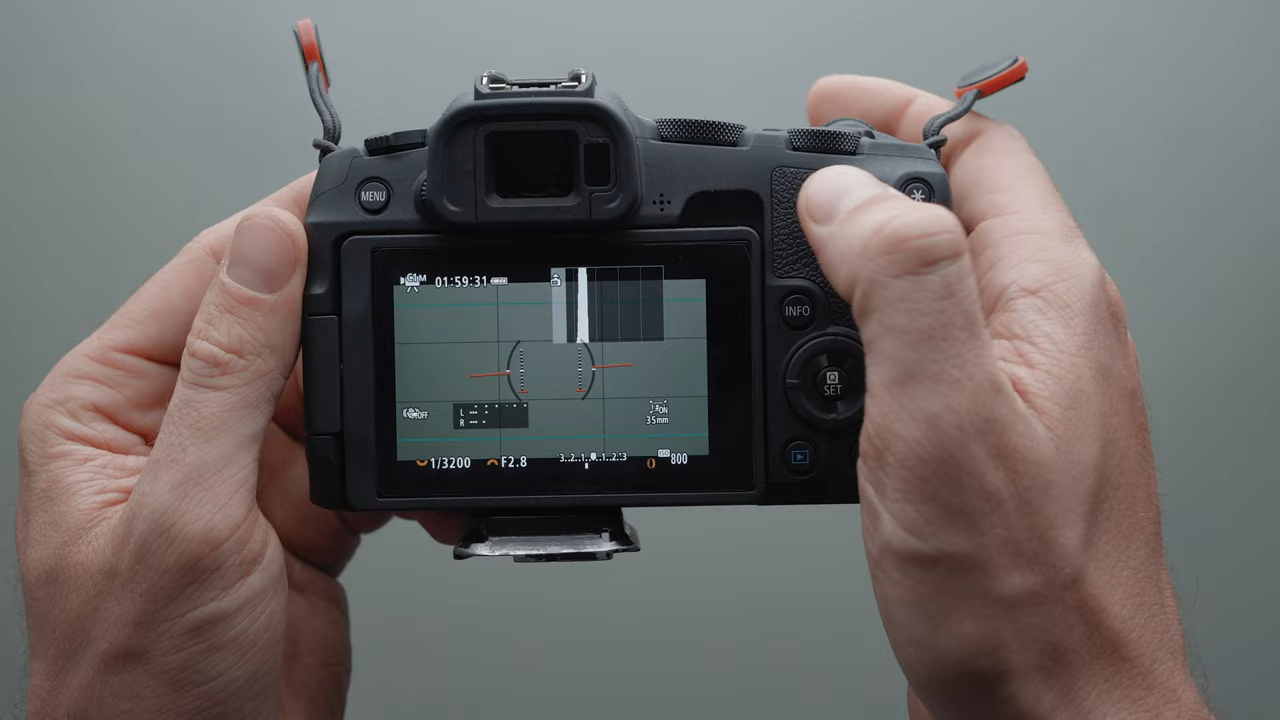 MENU
01:59:31
INFO
Q
SET
OFF
L
R
ON
35mm
1/3200 F2.8 3..2..1..1..2..3 ISO 800